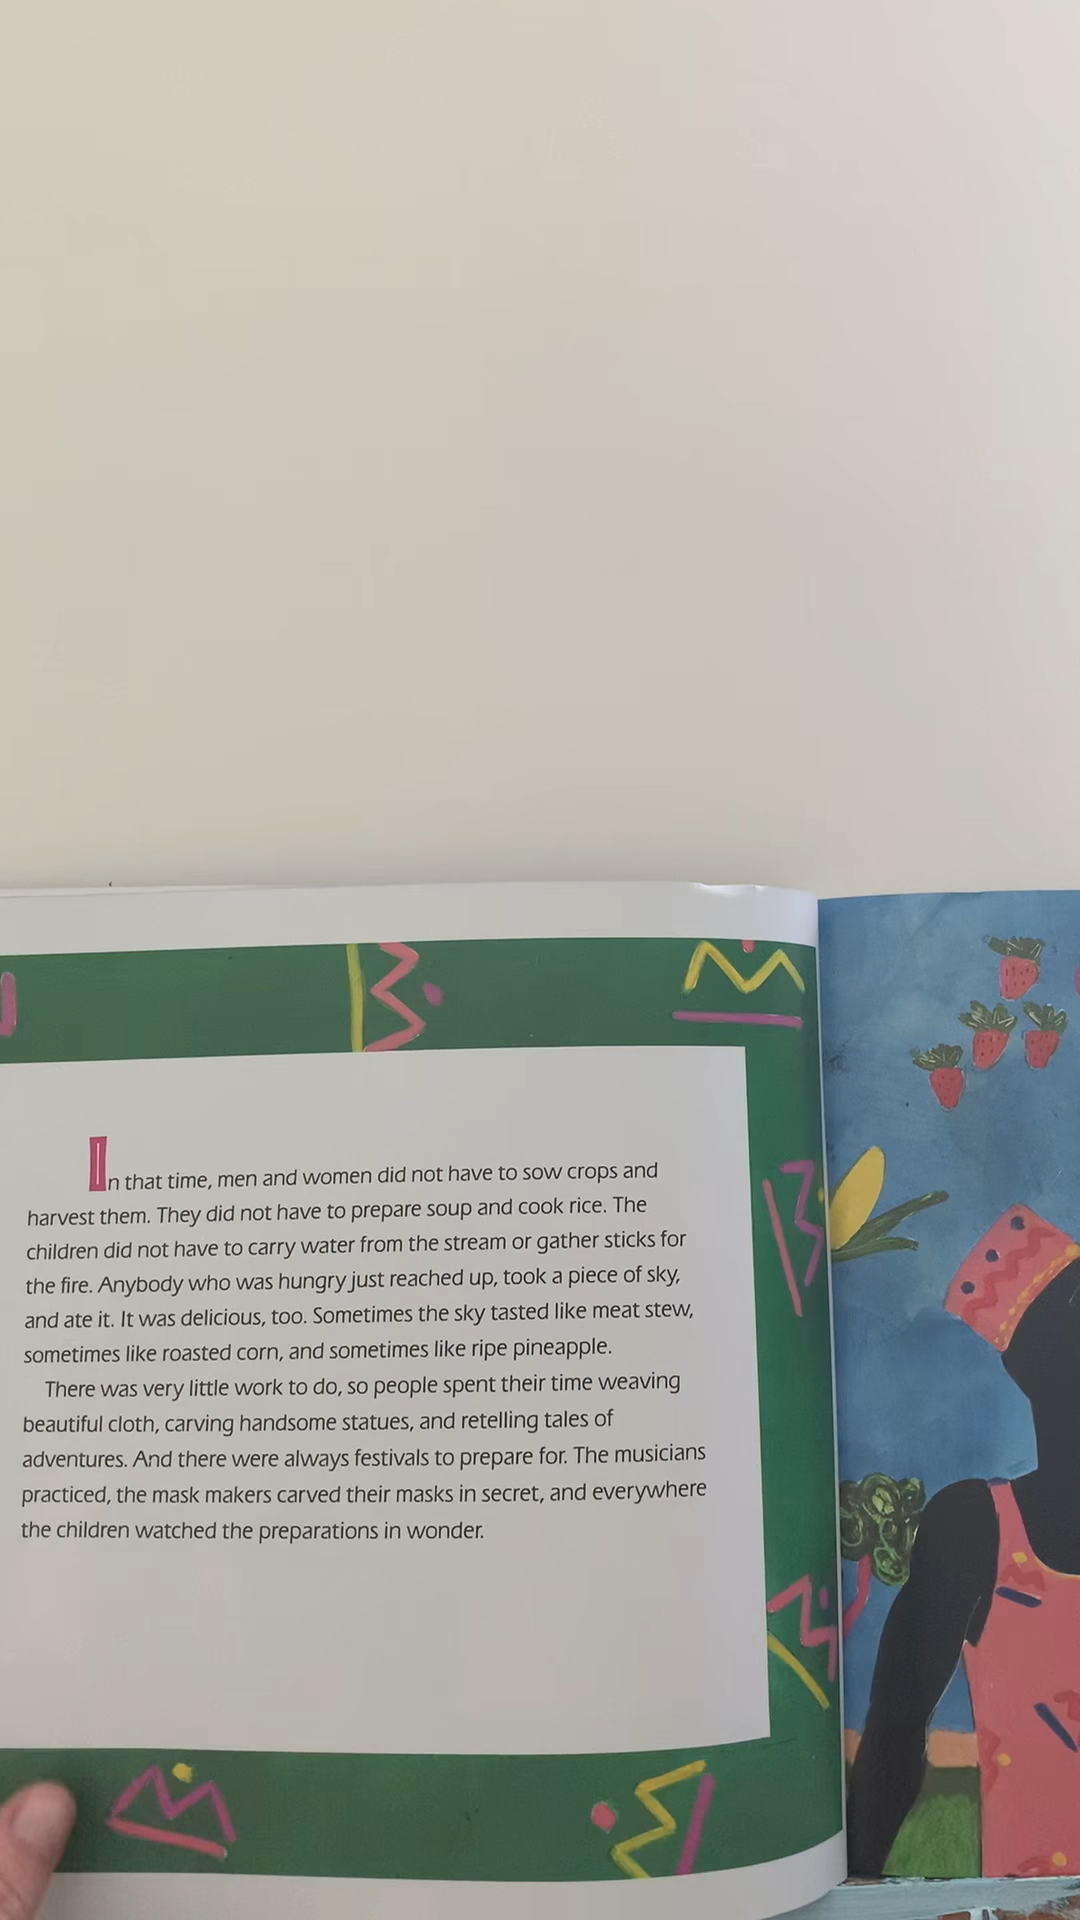 In that time, men and women did not have to sow crops and
harvest them. They did not have to prepare soup and cook rice. The
children did not have to carry water from the stream or gather sticks for
the fire. Anybody who was hungry just reached up, took a piece of sky,
and ate it. It was delicious, too. Sometimes the sky tasted like meat stew,
sometimes like roasted corn, and sometimes like ripe pineapple.
There was very little work to do, so people spent their time weaving
beautiful cloth, carving handsome statues, and retelling tales of
adventures. And there were always festivals to prepare for. The musicians
practiced, the mask makers carved their masks in secret, and everywhere
the children watched the preparations in wonder.